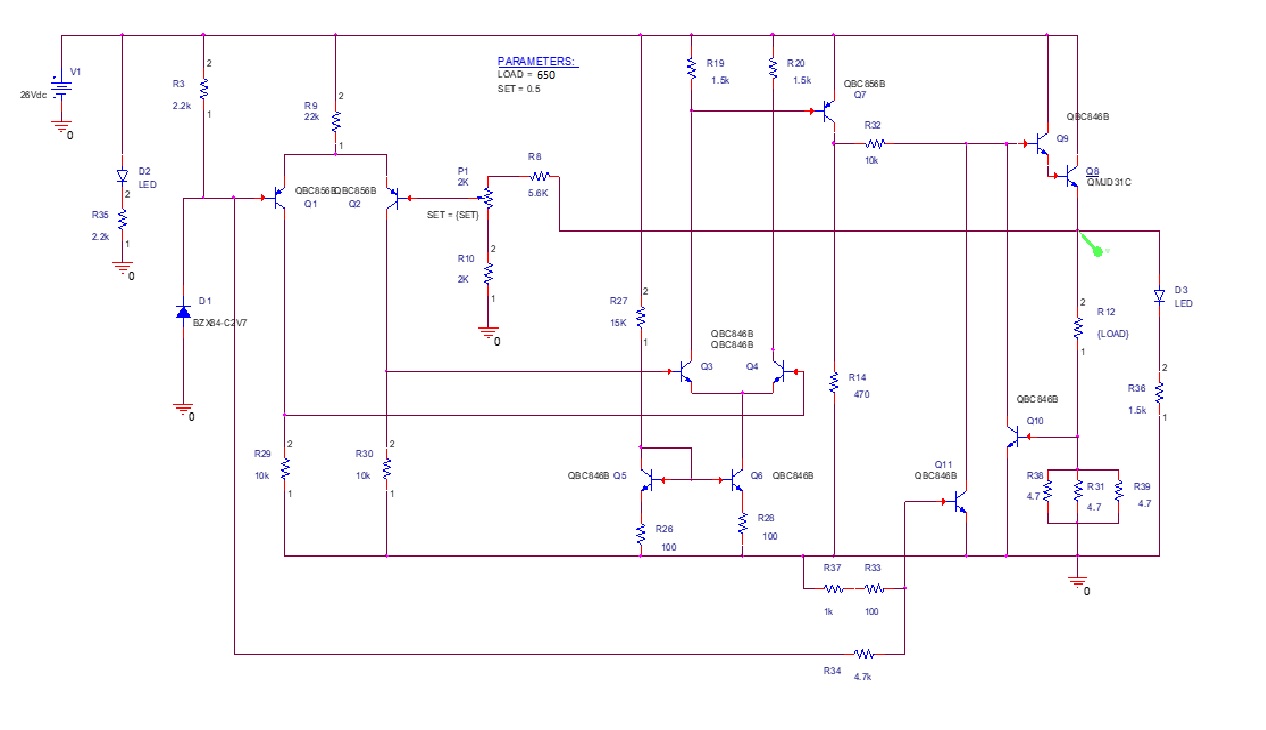 PARAMETERS:
LOAD = 650
SET = 0.5
V1
26Vdc
0
D2
LED
2
R35
2.2k
1
0
R3
2
2.2k
1
R9
2
22k
1
QBC856B
Q1
QBC856B
Q2
P1
2K
SET = {SET}
R8
5.6K
R10
2
2K
1
0
D1
BZX84-C2V7
0
R19
1.5k
R20
1.5k
QBC856B
Q7
R32
10k
QBC846B
Q9
Q8
QMJD31C
R27
2
15K
1
QBC846B
QBC846B
Q3
Q4
R14
470
R12
2
{LOAD}
1
D3
LED
R36
2
1.5k
1
QBC846B
Q10
R29
2
10k
1
R30
2
10k
1
QBC846B
Q5
Q6
QBC846B
R26
100
R28
100
Q11
QBC846B
R38
4.7
R31
4.7
R39
4.7
0
R37
1k
R33
100
R34
4.7k